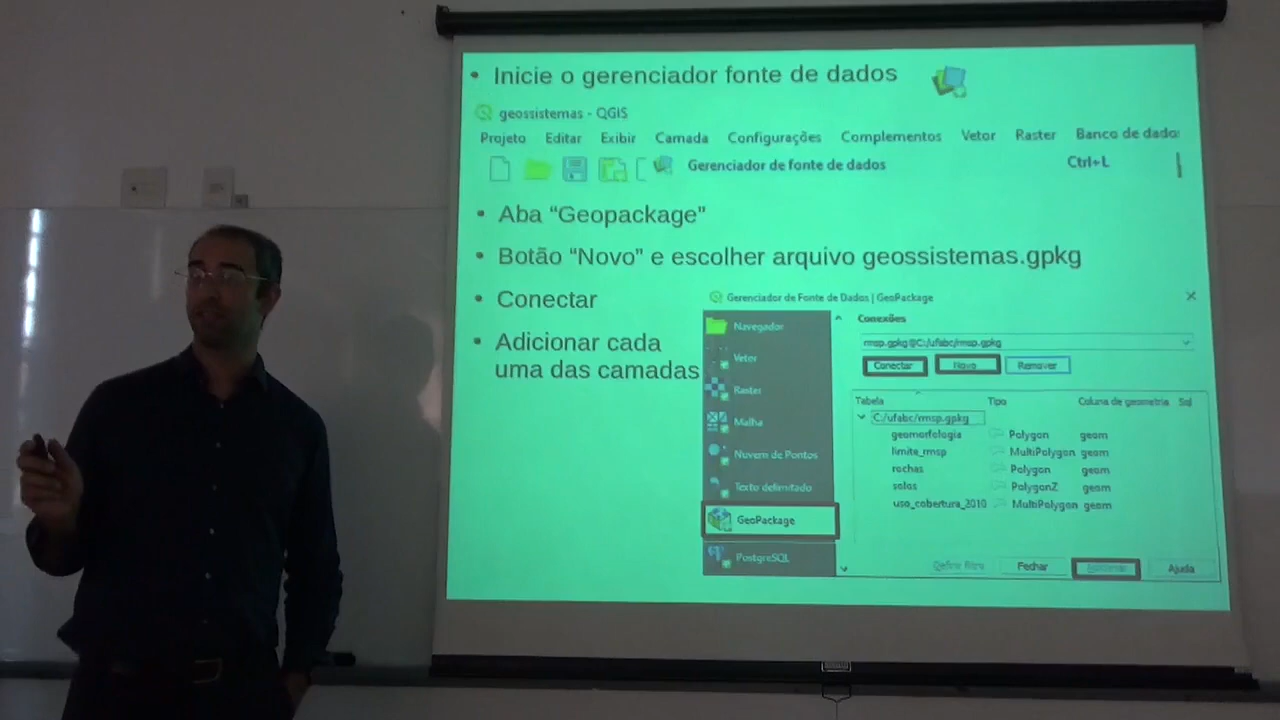 • Inicie o gerenciador fonte de dados
geossistemas - QGIS
Projeto Editar Exibir Camada Configurações Complementos Vetor Raster Banco de dados
Gerenciador de fonte de dados Ctrl+L
• Aba “Geopackage"
• Botão “Novo” e escolher arquivo geossistemas.gpkg
• Conectar
• Adicionar cada
uma das camadas
Gerenciador de Fonte de Dados | GeoPackage
Navegador
Vetor
Raster
Malha
Nuvem de Pontos
Texto delimitado
GeoPackage
PostgreSQL
Conexões
rmsp.gpkg@C:/ufabc/rmsp.gpkg
Conectar Novo Remover
Tabela Tipo Coluna de geometria Sql
C:/ufabc/rmsp.gpkg
geomorfologia Polygon geom
limite_rmsp MultiPolygon geom
rochas Polygon geom
solos PolygonZ geom
uso_cobertura_2010 MultiPolygon geom
Definir filtro Fechar Adicionar Ajuda